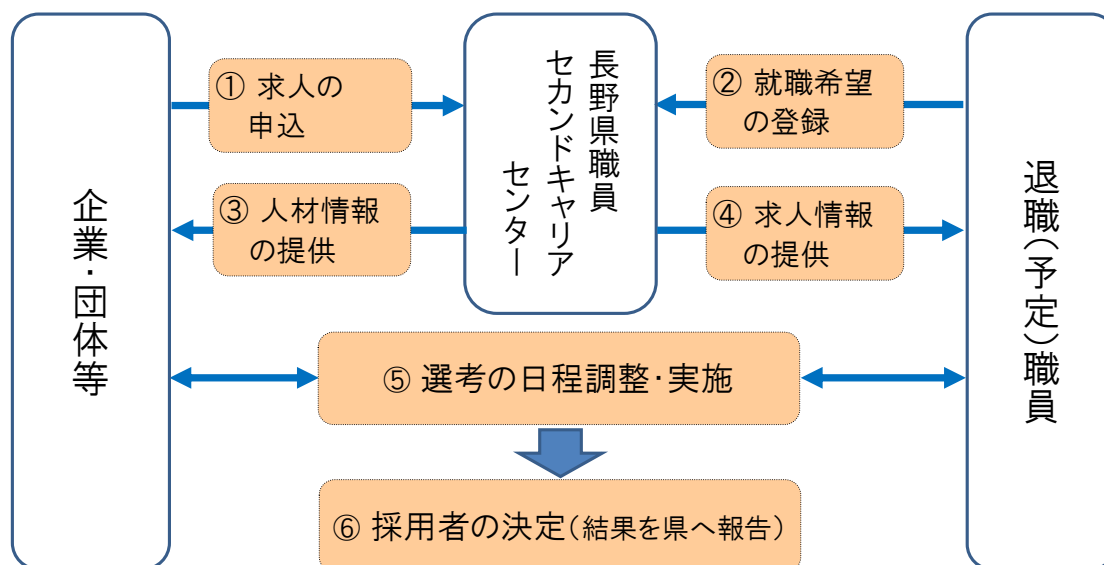 企業・団体等
① 求人の
申込
③ 人材情報
の提供
長野県職員
セカンドキャリア
センター
② 就職希望
の登録
④ 求人情報
の提供
退職(予定)職員
⑤ 選考の日程調整・実施
⑥ 採用者の決定(結果を県へ報告)